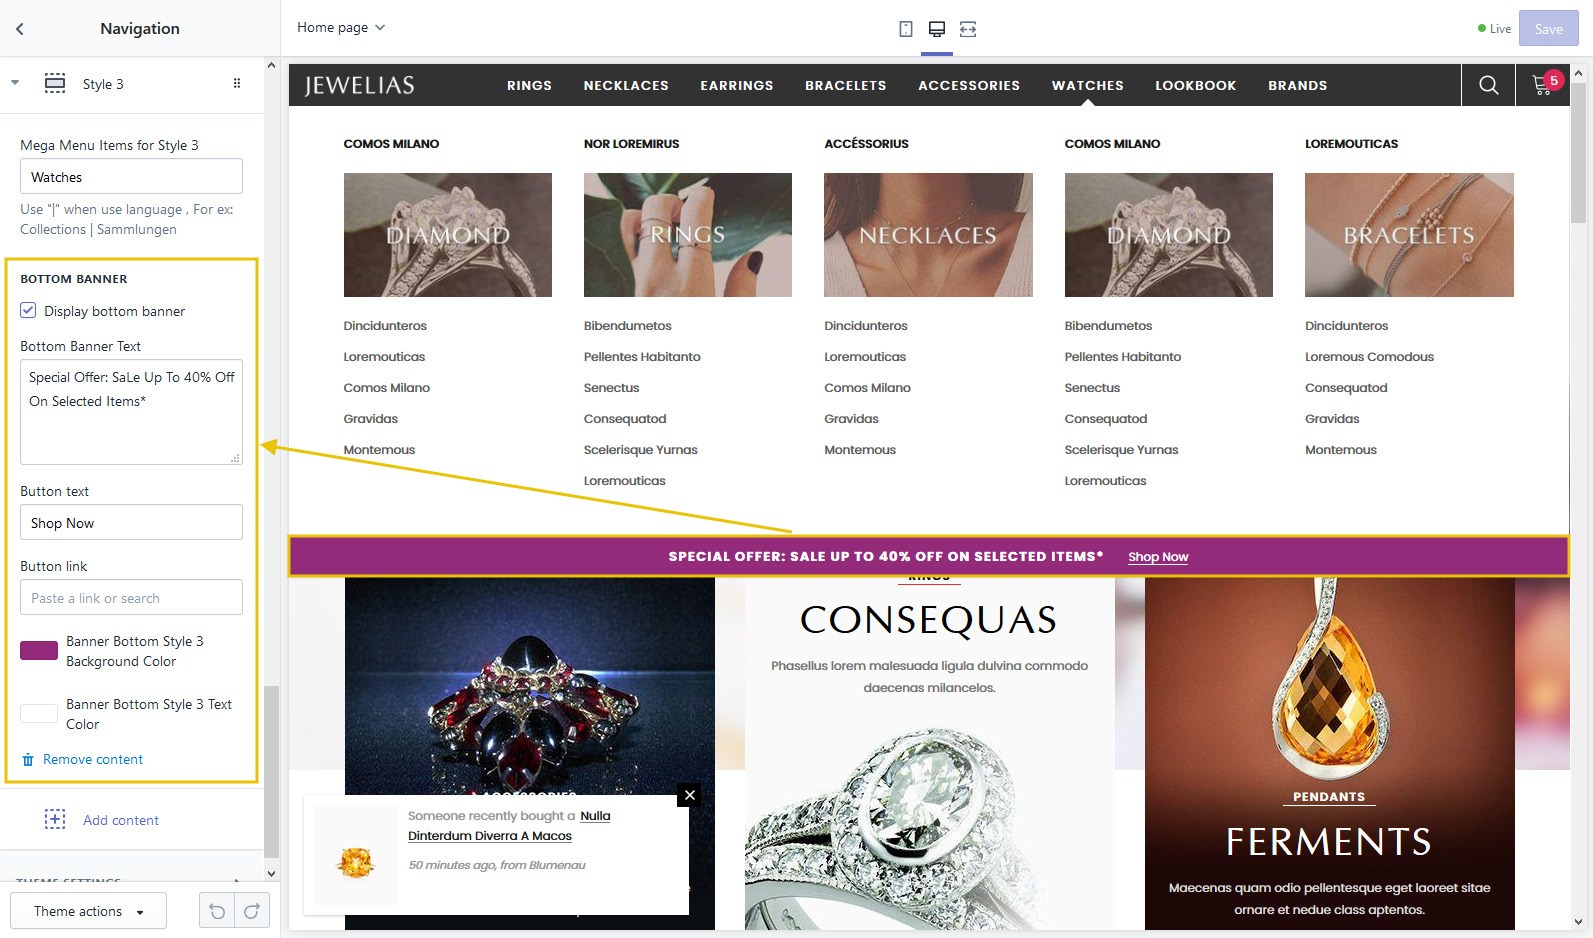 Navigation
Home page
Live
Save
Style 3
Mega Menu Items for Style 3
Watches
Use "|" when use language , For ex:
Collections | Sammlungen
BOTTOM BANNER
Display bottom banner
Bottom Banner Text
Special Offer: SaLe Up To 40% Off
On Selected Items*
Button text
Shop Now
Button link
Paste a link or search
Banner Bottom Style 3
Background Color
Banner Bottom Style 3 Text
Color
Remove content
Add content
THEME SETTINGS
Theme actions
JEWELIAS
RINGS NECKLACES EARRINGS BRACELETS ACCESSORIES WATCHES LOOKBOOK BRANDS
5
COMOS MILANO
DIAMOND
Dincidunteros
Loremouticas
Comos Milano
Gravidas
Montemous
NOR LOREMIRUS
RINGS
Bibendumetos
Pellentes Habitanto
Senectus
Consequatod
Scelerisque Yurnas
Loremouticas
ACCÉSSORIUS
NECKLACES
Dincidunteros
Loremouticas
Comos Milano
Gravidas
Montemous
COMOS MILANO
DIAMOND
Bibendumetos
Pellentes Habitanto
Senectus
Consequatod
Scelerisque Yurnas
Loremouticas
LOREMOUTICAS
BRACELETS
Dincidunteros
Loremous Comodous
Consequatod
Gravidas
Montemous
SPECIAL OFFER: SALE UP TO 40% OFF ON SELECTED ITEMS* Shop Now
RINGS
CONSEQUAS
Phasellus lorem malesuada ligula dulvina commodo
daecenas milancelos.
ACCESSORIES
Someone recently bought a Nulla
Dinterdum Diverra A Macos
50 minutes ago, from Blumenau
PENDANTS
FERMENTS
Maecenas quam odio pellentesque eget laoreet sitae
ornare et nedue class aptentos.